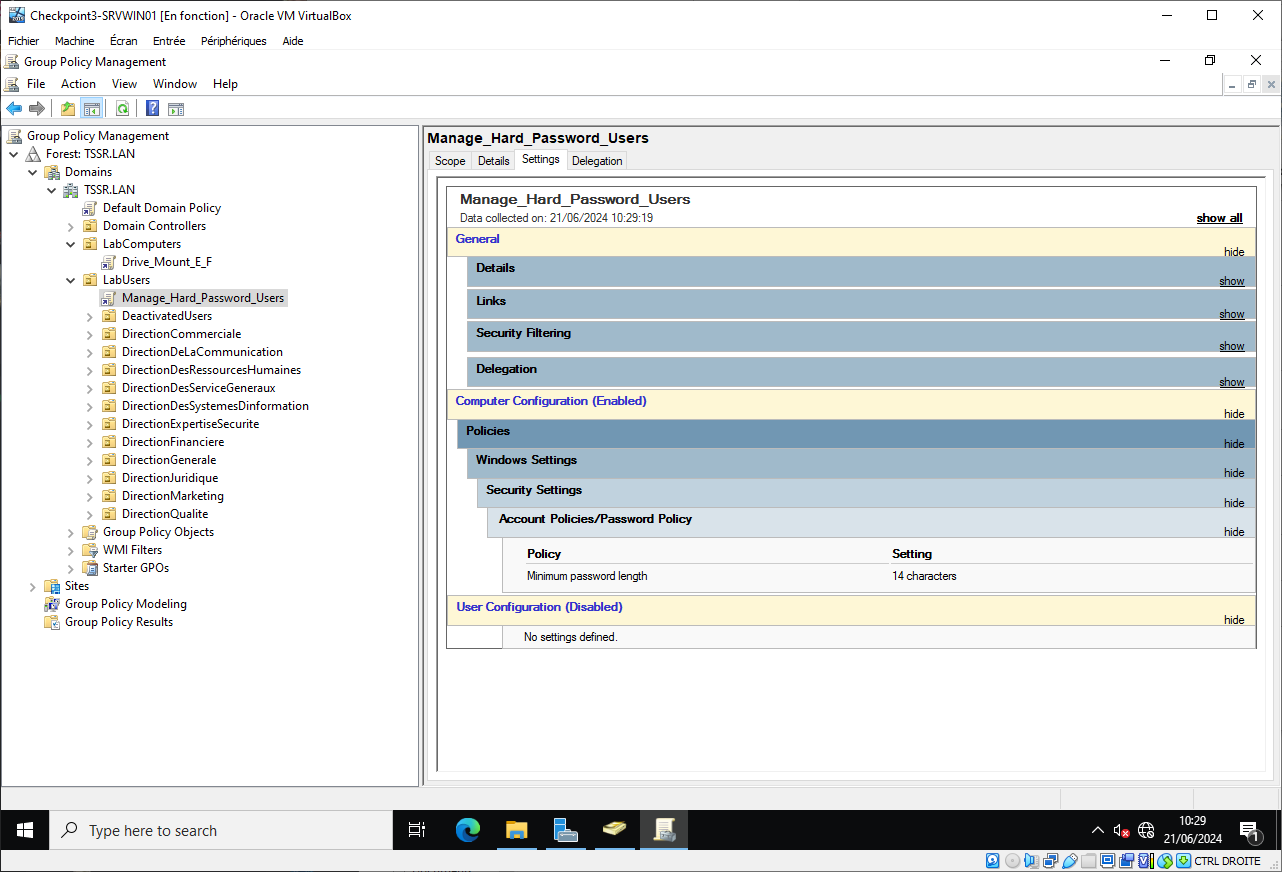 Checkpoint3-SRVWIN01 [En fonction] - Oracle VM VirtualBox
Fichier Machine Écran Entrée Périphériques Aide
Group Policy Management
File Action View Window Help
Group Policy Management
Forest: TSSR.LAN
Domains
TSSR.LAN
Default Domain Policy
Domain Controllers
LabComputers
Drive_Mount_E_F
LabUsers
Manage_Hard_Password_Users
DeactivatedUsers
DirectionCommerciale
DirectionDeLaCommunication
DirectionDesRessourcesHumaines
DirectionDesServiceGeneraux
DirectionDesSystemesDinformation
DirectionExpertiseSecurite
DirectionFinanciere
DirectionGenerale
DirectionJuridique
DirectionMarketing
DirectionQualite
Group Policy Objects
WMI Filters
Starter GPOs
Sites
Group Policy Modeling
Group Policy Results
Manage_Hard_Password_Users
Scope Details Settings Delegation
Manage_Hard_Password_Users
Data collected on: 21/06/2024 10:29:19
show all
General
hide
Details
show
Links
show
Security Filtering
show
Delegation
show
Computer Configuration (Enabled)
hide
Policies
hide
Windows Settings
hide
Security Settings
hide
Account Policies/Password Policy
hide
Policy Setting
Minimum password length 14 characters
User Configuration (Disabled)
hide
No settings defined.
Type here to search
10:29
21/06/2024
1
CTRL DROITE